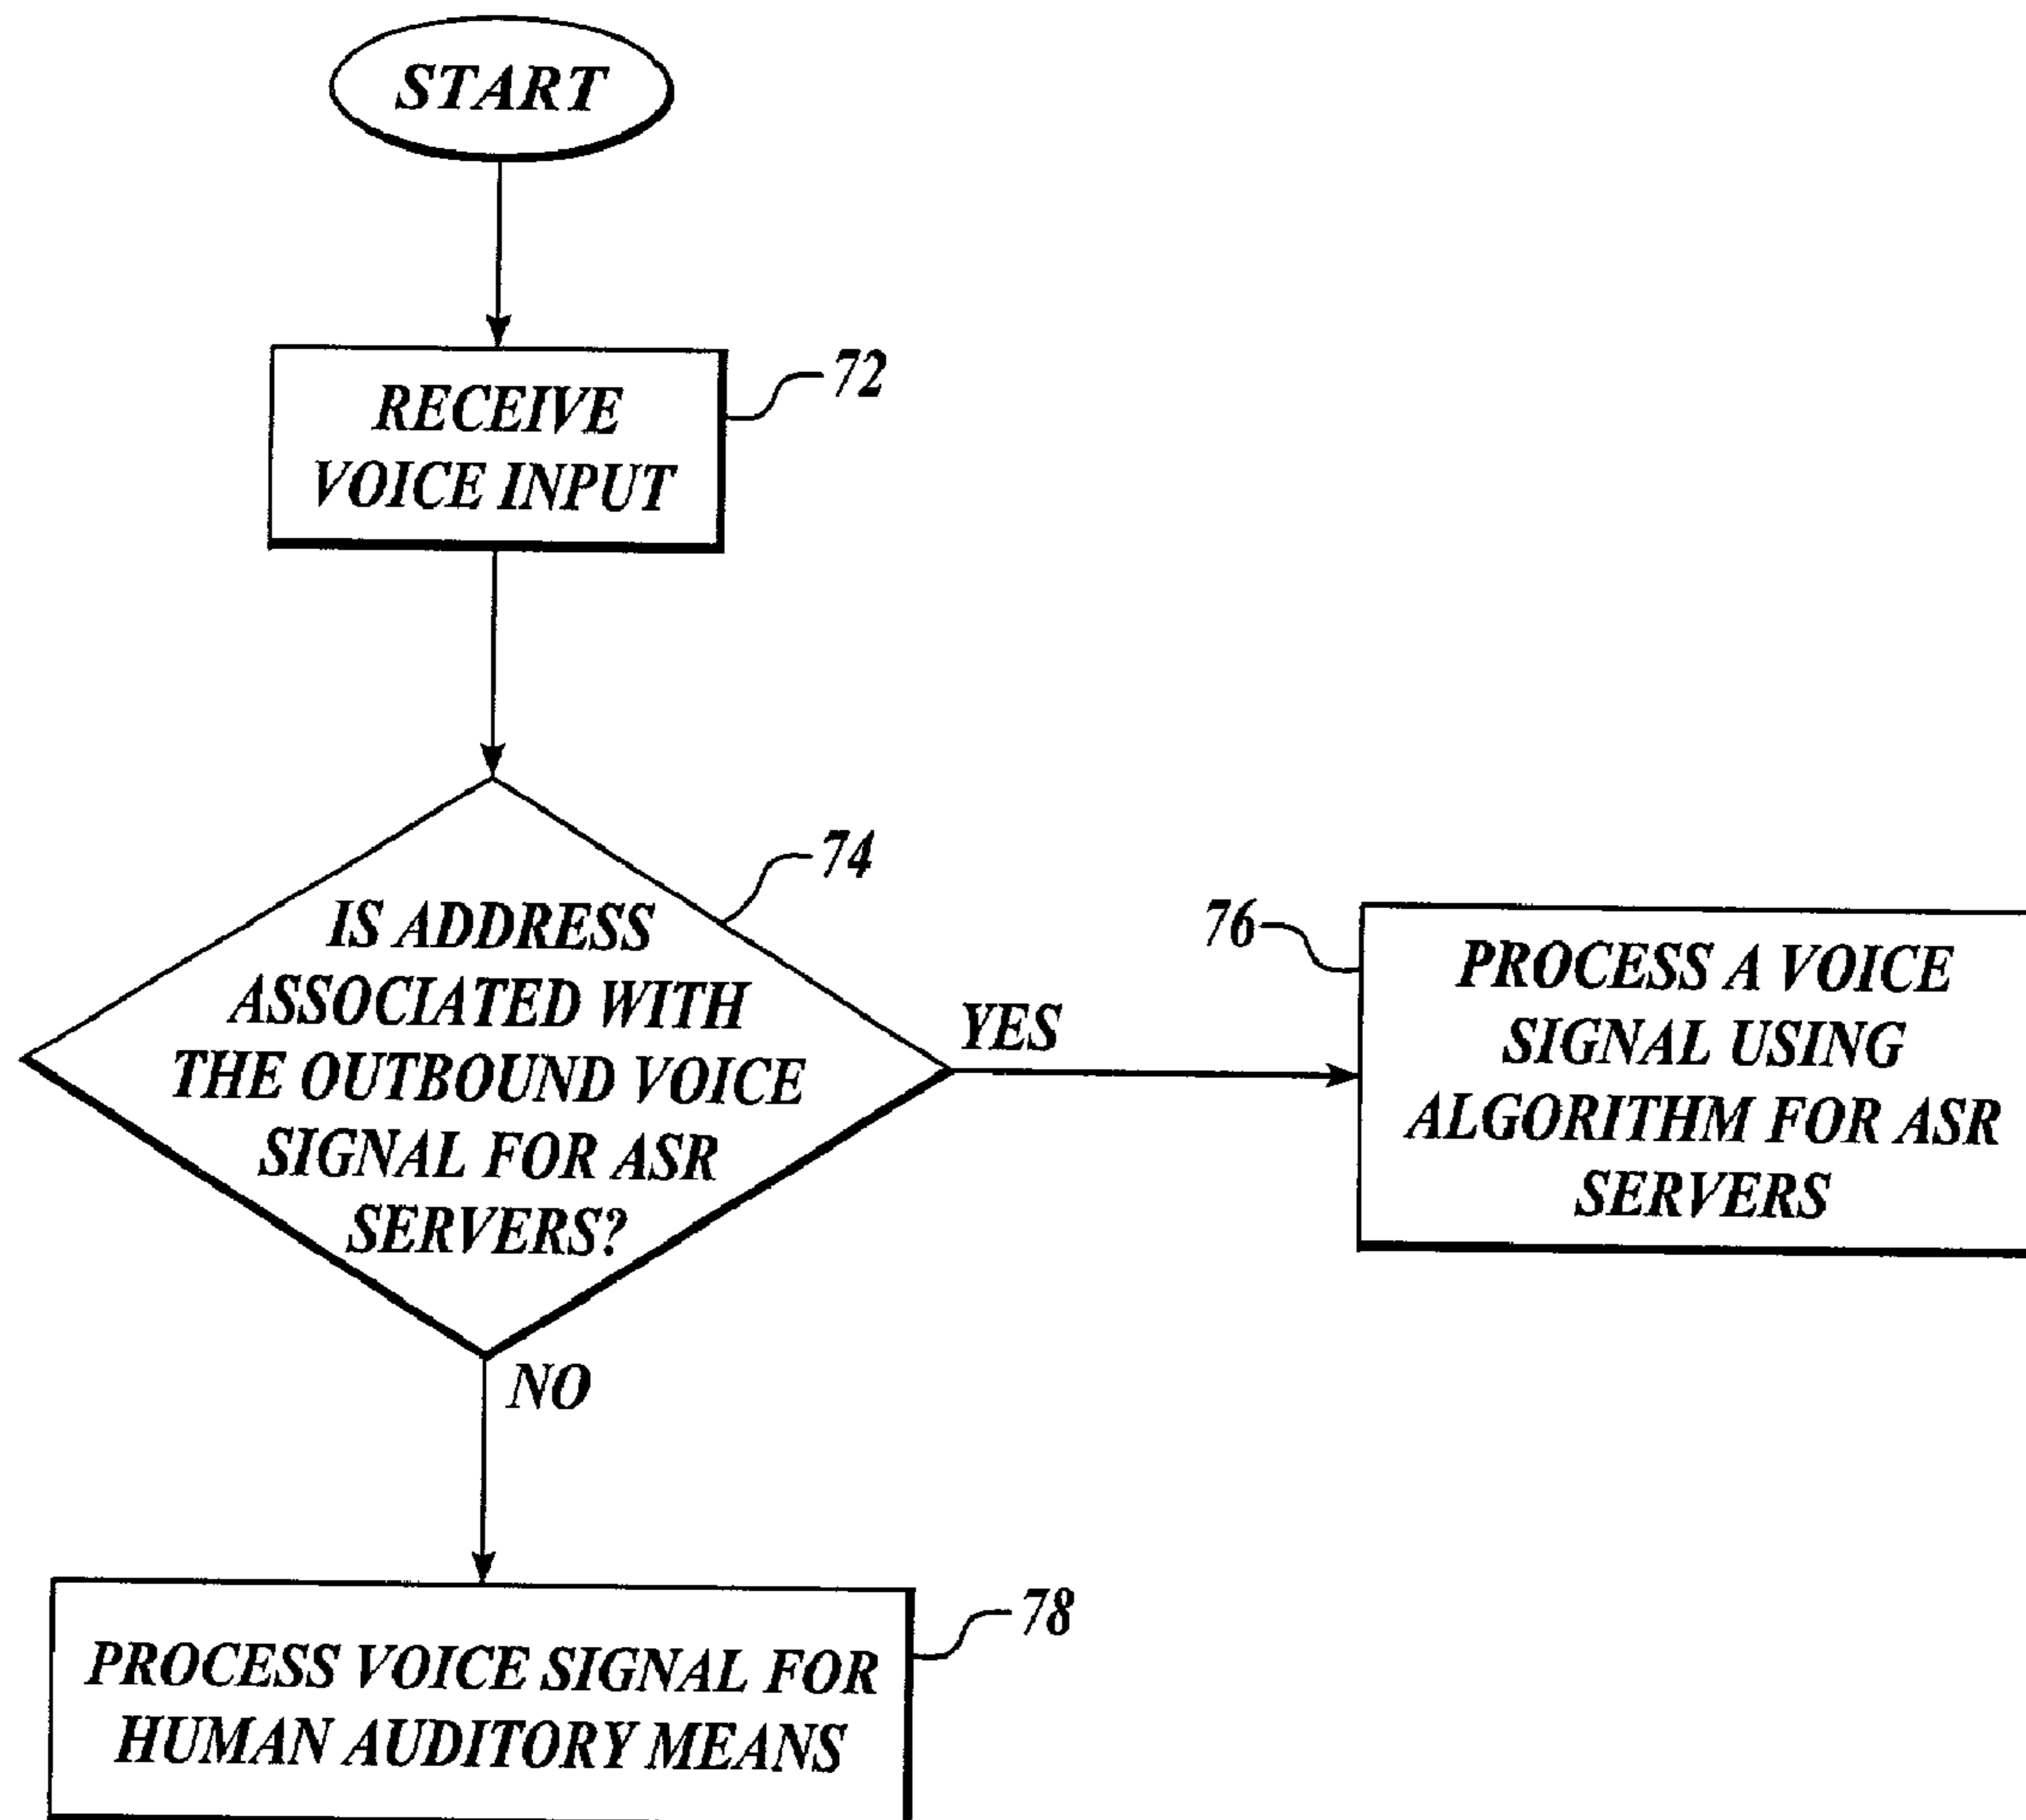 START
RECEIVE
VOICE INPUT
72
IS ADDRESS
ASSOCIATED WITH
THE OUTBOUND VOICE
SIGNAL FOR ASR
SERVERS?
74
YES
76
PROCESS A VOICE
SIGNAL USING
ALGORITHM FOR ASR
SERVERS
NO
PROCESS VOICE SIGNAL FOR
HUMAN AUDITORY MEANS
78